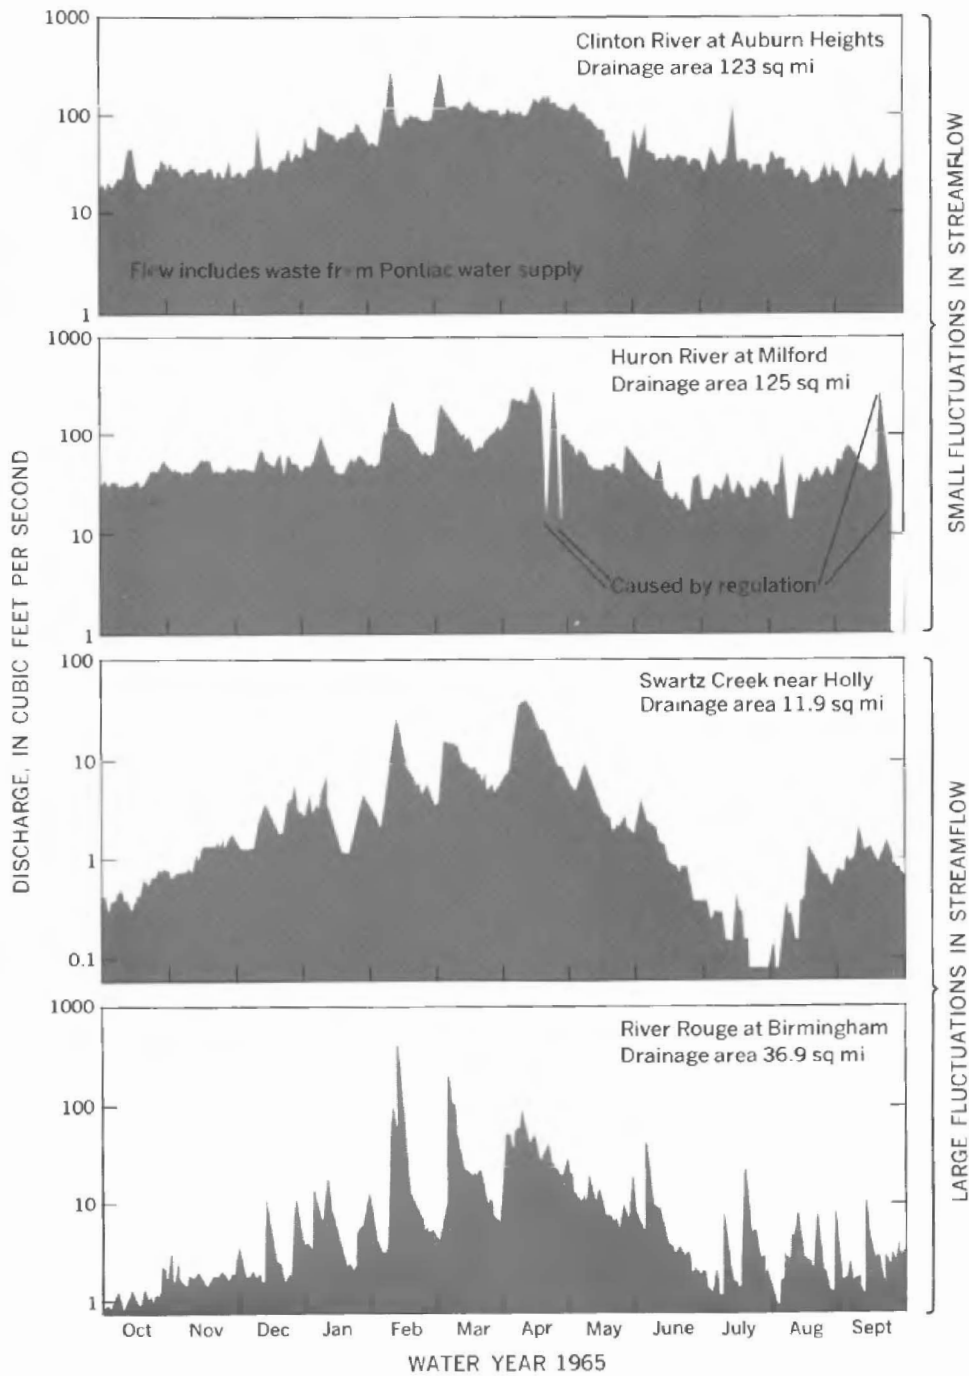 DISCHARGE, IN CUBIC FEET PER SECOND
1000
100
10
1
Clinton River at Auburn Heights
Drainage area 123 sq mi
Flow includes waste from Pontiac water supply
1000
100
10
1
Huron River at Milford
Drainage area 125 sq mi
Caused by regulation
SMALL FLUCTUATIONS IN STREAMFLOW
100
10
1
0.1
Swartz Creek near Holly
Drainage area 11.9 sq mi
1000
100
10
1
River Rouge at Birmingham
Drainage area 36.9 sq mi
LARGE FLUCTUATIONS IN STREAMFLOW
Oct Nov Dec Jan Feb Mar Apr May June July Aug Sept
WATER YEAR 1965